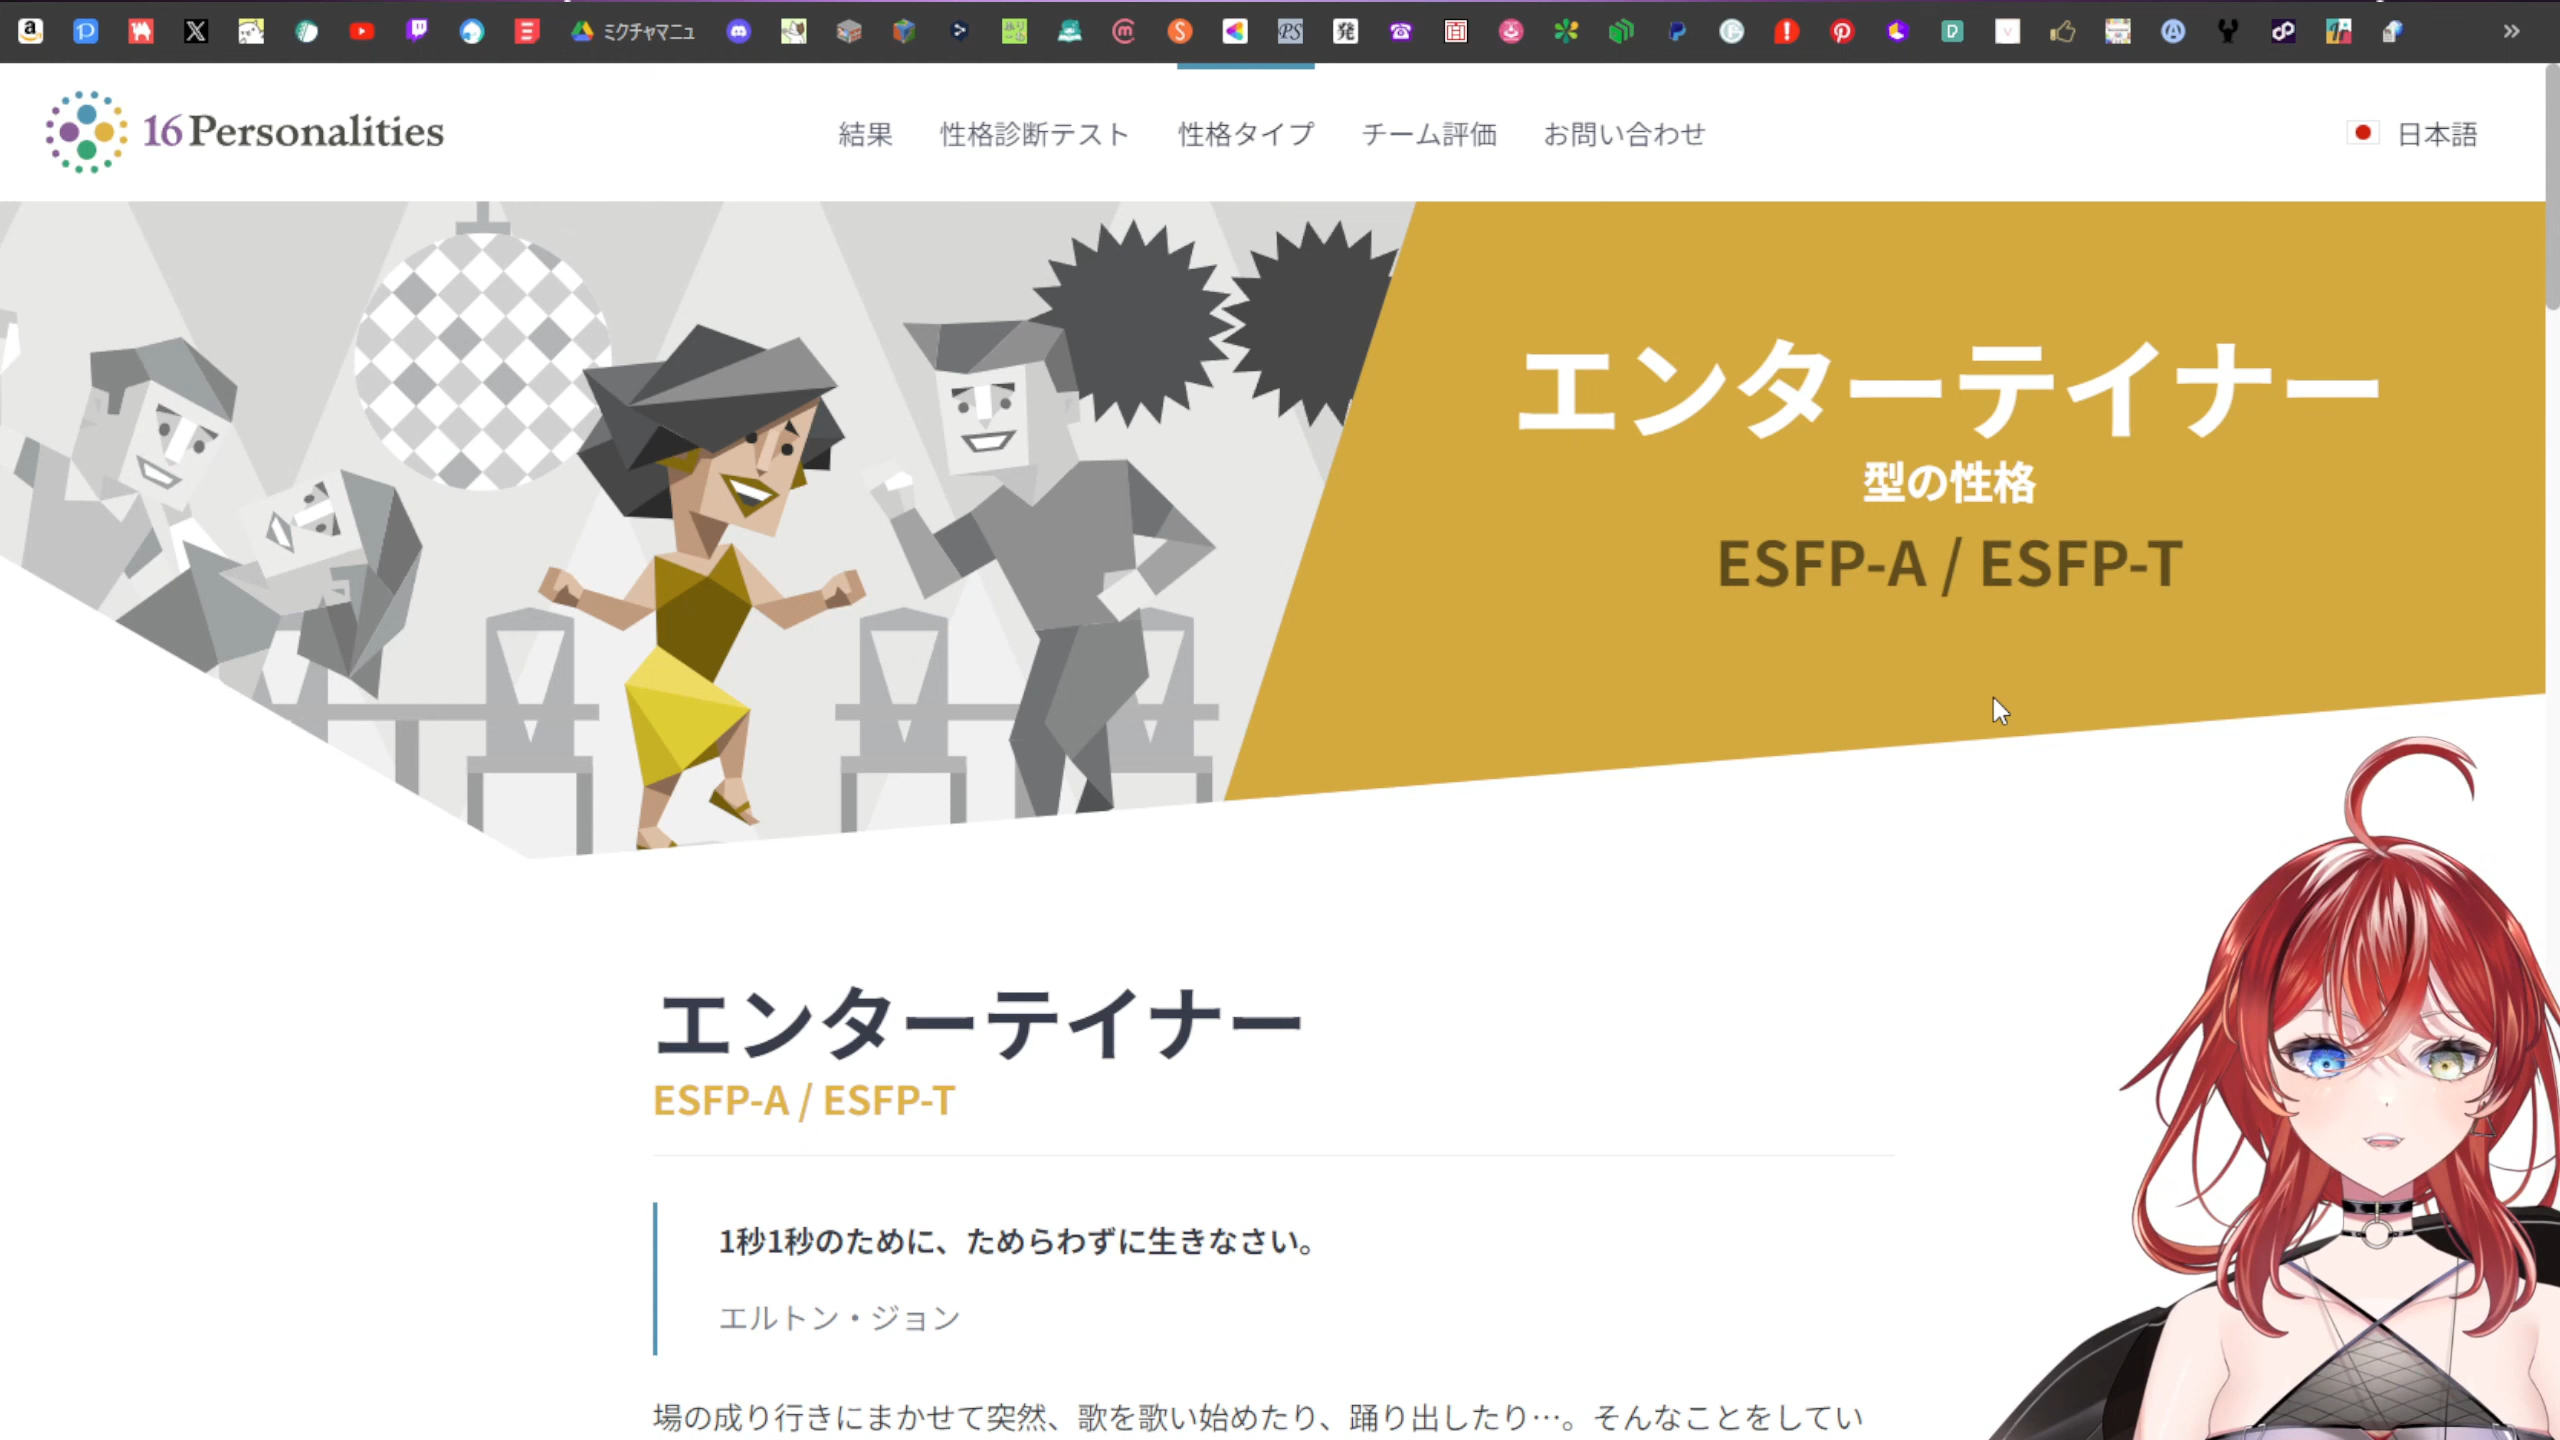 ミクチャマニュ
16Personalities
結果 性格診断テスト 性格タイプ チーム評価 お問い合わせ
日本語
エンターテイナー
型の性格
ESFP-A / ESFP-T
エンターテイナー
ESFP-A / ESFP-T
1秒1秒のために、ためらわずに生きなさい。
エルトン・ジョン
場の成り行きにまかせて突然、歌を歌い始めたり、踊り出したり…。そんなことをしてい